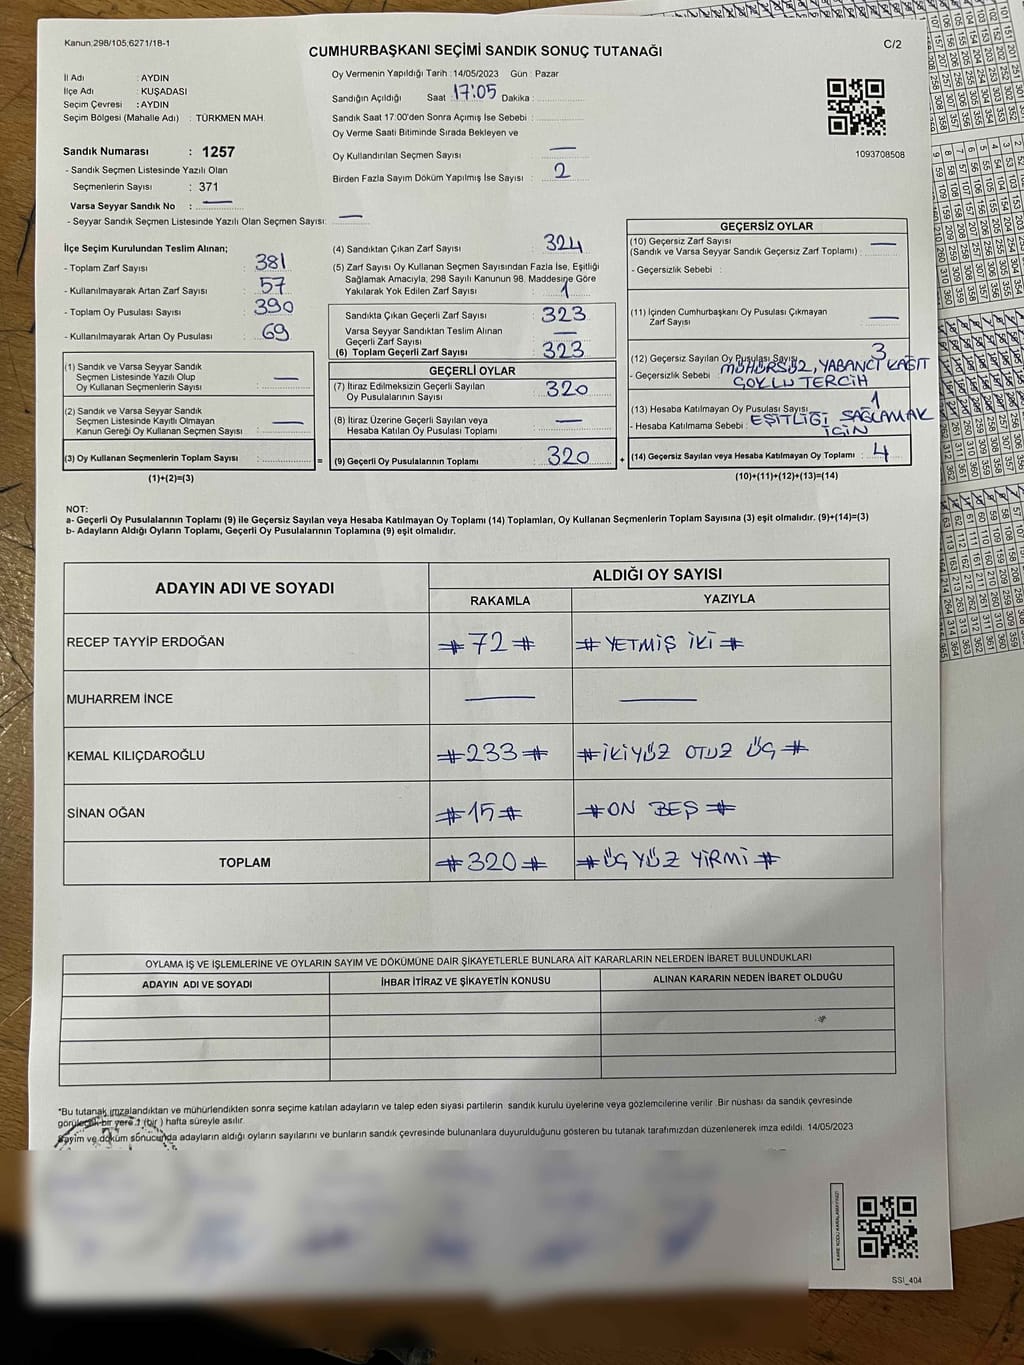 Kanun,298/105,6271/18-1
C/2
CUMHURBAŞKANI SEÇİMİ SANDIK SONUÇ TUTANAĞI
İl Adı : AYDIN
İlçe Adı : KUŞADASI
Seçim Çevresi : AYDIN
Seçim Bölgesi (Mahalle Adı) : TÜRKMEN MAH.
Oy Vermenin Yapıldığı Tarih : 14/05/2023 Gün : Pazar
Sandığın Açıldığı Saat : 17:05 Dakika :
Sandık Saat 17:00'den Sonra Açılmış İse Sebebi :
Oy Verme Saati Bitiminde Sırada Bekleyen ve
Oy Kullandırılan Seçmen Sayısı : —
Birden Fazla Sayım Döküm Yapılmış İse Sayısı : 2
1093708508
Sandık Numarası : 1257
- Sandık Seçmen Listesinde Yazılı Olan
Seçmenlerin Sayısı : 371
Varsa Seyyar Sandık No : —
- Seyyar Sandık Seçmen Listesinde Yazılı Olan Seçmen Sayısı: —
İlçe Seçim Kurulundan Teslim Alınan;
- Toplam Zarf Sayısı : 381
- Kullanılmayarak Artan Zarf Sayısı : 57
- Toplam Oy Pusulası Sayısı : 390
- Kullanılmayarak Artan Oy Pusulası : 69
(1) Sandık ve Varsa Seyyar Sandık
Seçmen Listesinde Yazılı Olup
Oy Kullanan Seçmenlerin Sayısı : —
(2) Sandık ve Varsa Seyyar Sandık
Seçmen Listesinde Kayıtlı Olmayan
Kanun Gereği Oy Kullanan Seçmen Sayısı : —
(3) Oy Kullanan Seçmenlerin Toplam Sayısı :
(1)+(2)=(3)
(4) Sandıktan Çıkan Zarf Sayısı : 324
(5) Zarf Sayısı Oy Kullanan Seçmen Sayısından Fazla İse, Eşitliği
Sağlamak Amacıyla, 298 Sayılı Kanunun 98. Maddesine Göre
Yakılarak Yok Edilen Zarf Sayısı : 1
Sandıkta Çıkan Geçerli Zarf Sayısı : 323
Varsa Seyyar Sandıktan Teslim Alınan
Geçerli Zarf Sayısı : —
(6) Toplam Geçerli Zarf Sayısı : 323
GEÇERLİ OYLAR
(7) İtiraz Edilmeksizin Geçerli Sayılan
Oy Pusulalarının Sayısı : 320
(8) İtiraz Üzerine Geçerli Sayılan veya
Hesaba Katılan Oy Pusulası Toplamı : —
= (9) Geçerli Oy Pusulalarının Toplamı : 320 +
GEÇERSİZ OYLAR
(10) Geçersiz Zarf Sayısı
(Sandık ve Varsa Seyyar Sandık Geçersiz Zarf Toplamı) : —
- Geçersizlik Sebebi :
(11) İçinden Cumhurbaşkanı Oy Pusulası Çıkmayan
Zarf Sayısı : —
(12) Geçersiz Sayılan Oy Pusulası Sayısı : 3
- Geçersizlik Sebebi : MÜHÜRSÜZ, YABANCI KAĞIT
ÇOKLU TERCİH
(13) Hesaba Katılmayan Oy Pusulası Sayısı : 1
- Hesaba Katılmama Sebebi : EŞİTLİĞİ SAĞLAMAK
İÇİN
(14) Geçersiz Sayılan veya Hesaba Katılmayan Oy Toplamı : 4
(10)+(11)+(12)+(13)=(14)
NOT:
a- Geçerli Oy Pusulalarının Toplamı (9) ile Geçersiz Sayılan veya Hesaba Katılmayan Oy Toplamı (14) Toplamları, Oy Kullanan Seçmenlerin Toplam Sayısına (3) eşit olmalıdır. (9)+(14)=(3)
b- Adayların Aldığı Oyların Toplamı, Geçerli Oy Pusulalarının Toplamına (9) eşit olmalıdır.
ADAYIN ADI VE SOYADI
ALDIĞI OY SAYISI
RAKAMLA YAZIYLA
RECEP TAYYİP ERDOĞAN #72# #YETMİŞ İKİ#
MUHARREM İNCE — —
KEMAL KILIÇDAROĞLU #233# #İKİYÜZ OTUZ ÜÇ#
SİNAN OĞAN #15# #ON BEŞ#
TOPLAM #320# #ÜÇYÜZ YİRMİ#
OYLAMA İŞ VE İŞLEMLERİNE VE OYLARIN SAYIM VE DÖKÜMÜNE DAİR ŞİKAYETLERLE BUNLARA AİT KARARLARIN NELERDEN İBARET BULUNDUKLARI
ADAYIN ADI VE SOYADI İHBAR İTİRAZ VE ŞİKAYETİN KONUSU ALINAN KARARIN NEDEN İBARET OLDUĞU
*Bu tutanak imzalandıktan ve mühürlendikten sonra seçime katılan adayların ve talep eden siyasi partilerin sandık kurulu üyelerine veya gözlemcilerine verilir. Bir nüshası da sandık çevresinde
görülecek bir yere 1 (bir) hafta süreyle asılır.
Sayım ve döküm sonucunda adayların aldığı oyların sayılarını ve bunların sandık çevresinde bulunanlara duyurulduğunu gösteren bu tutanak tarafımızdan düzenlenerek imza edildi. 14/05/2023
KARE KODU KARALAMAYINIZ!
SSI_404